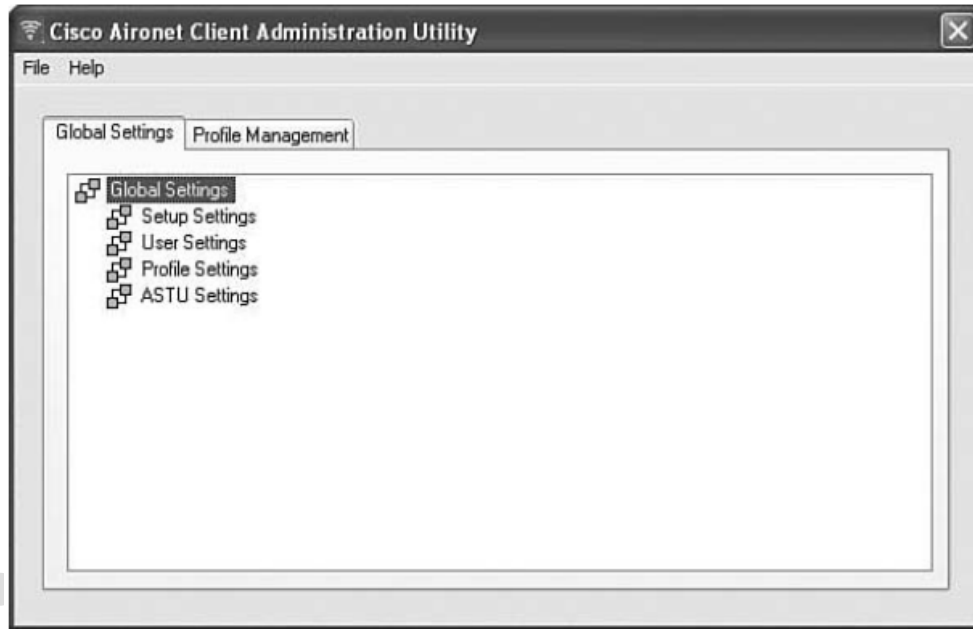 Cisco Aironet Client Administration Utility
File Help
Global Settings Profile Management
Global Settings
Setup Settings
User Settings
Profile Settings
ASTU Settings